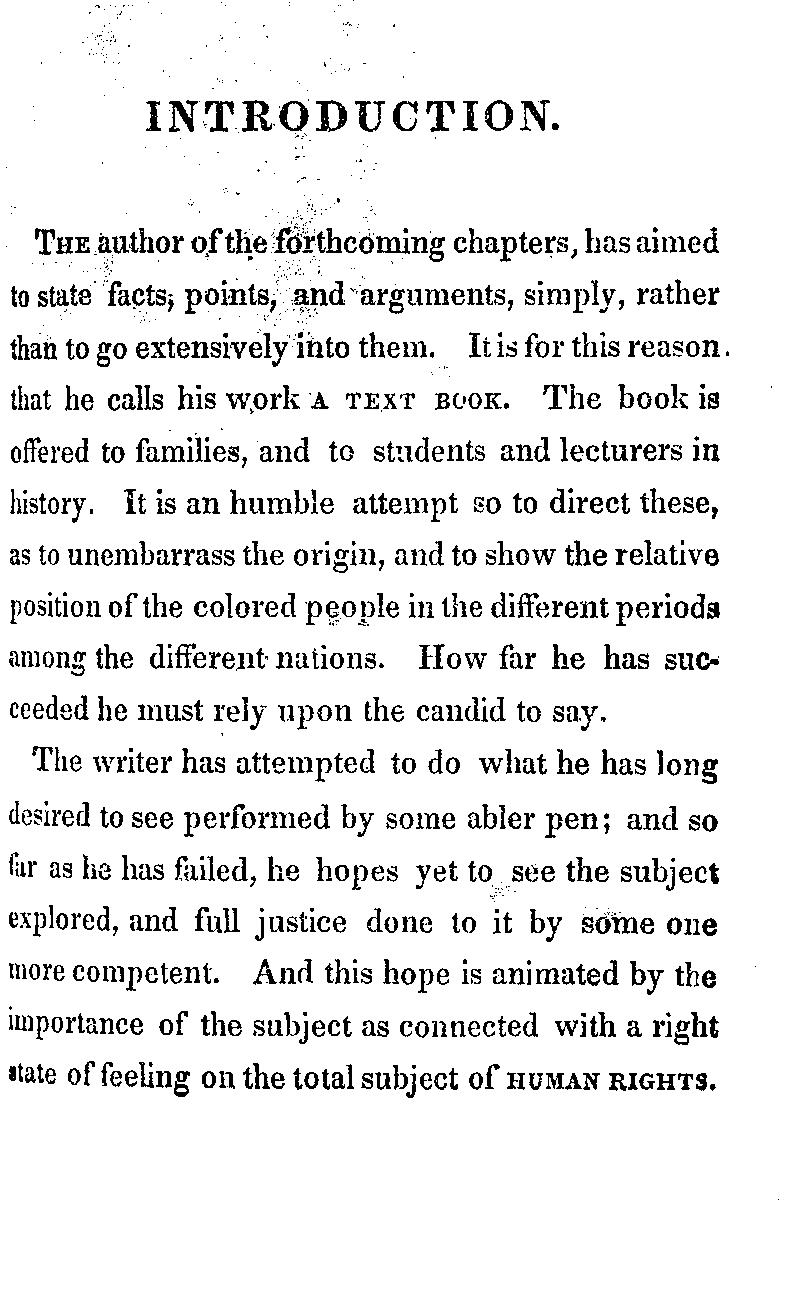 INTRODUCTION.
THE author of the forthcoming chapters, has aimed
to state facts, points, and arguments, simply, rather
than to go extensively into them. It is for this reason
that he calls his work A TEXT BOOK. The book is
offered to families, and to students and lecturers in
history. It is an humble attempt so to direct these,
as to unembarrass the origin, and to show the relative
position of the colored people in the different periods
among the different nations. How far he has suc-
ceeded he must rely upon the candid to say.
The writer has attempted to do what he has long
desired to see performed by some abler pen; and so
far as he has failed, he hopes yet to see the subject
explored, and full justice done to it by some one
more competent. And this hope is animated by the
importance of the subject as connected with a right
state of feeling on the total subject of HUMAN RIGHTS.